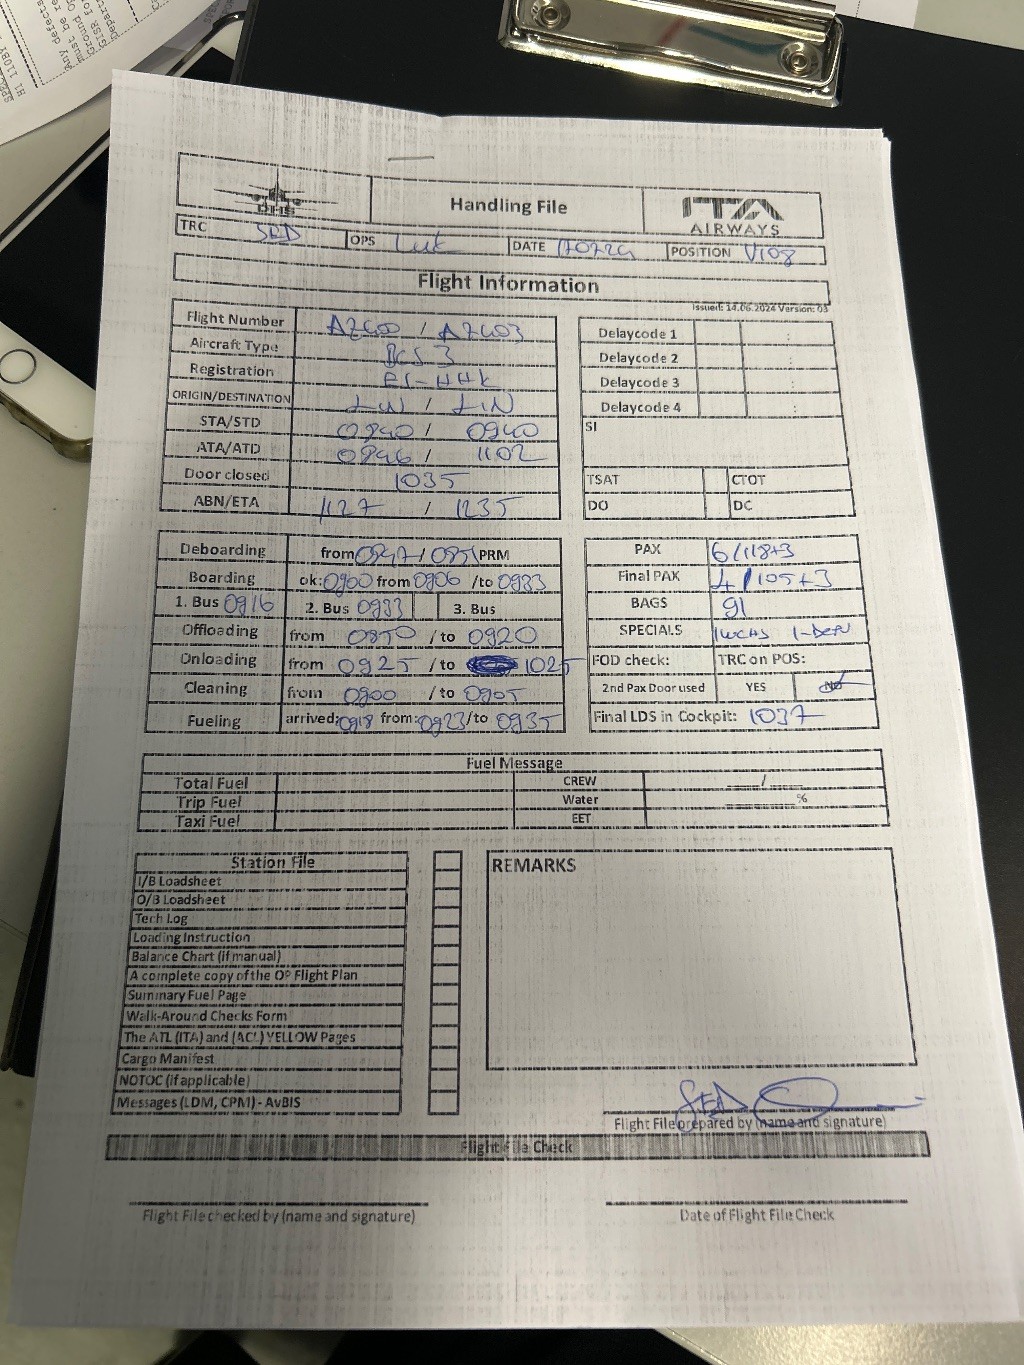 Handling File
ITA
AIRWAYS
TRC SED OPS Luk DATE 170724 POSITION V108
Flight Information
Issued: 14.06.2024 Version: 03
Flight Number AZ400 / AZ403
Aircraft Type BCS3
Registration EI-HHK
ORIGIN/DESTINATION LIN / LIN
STA/STD 0840 / 0940
ATA/ATD 0846 / 1102
Door closed 1035
ABN/ETA 1127 / 1235
Delaycode 1 :
Delaycode 2 :
Delaycode 3 :
Delaycode 4 :
SI
TSAT CTOT
DO DC
Deboarding from 0847 / 0851 PRM
Boarding ok: 0900 from 0906 /to 0933
1. Bus 0916 2. Bus 0933 3. Bus
Offloading from 0850 / to 0920
Onloading from 0925 / to 1025
Cleaning from 0900 / to 0905
Fueling arrived: 0918 from: 0923 /to 0935
PAX 6/118+3
Final PAX 4/105+3
BAGS 91
SPECIALS 1WCHS
FOD check: TRC on POS:
2nd Pax Door used YES NO
Final LDS in Cockpit: 1037
Fuel Message
Total Fuel CREW /
Trip Fuel Water %
Taxi Fuel EET
Station File
I/B Loadsheet
O/B Loadsheet
Tech Log
Loading Instruction
Balance Chart (if manual)
A complete copy of the OP Flight Plan
Summary Fuel Page
Walk-Around Checks Form
The ATL (ITA) and (ACL) YELLOW Pages
Cargo Manifest
NOTOC (if applicable)
Messages (LDM, CPM) - AvBIS
REMARKS
SED
Flight File prepared by (name and signature)
Flight File Check
Flight File checked by (name and signature)
Date of Flight File Check